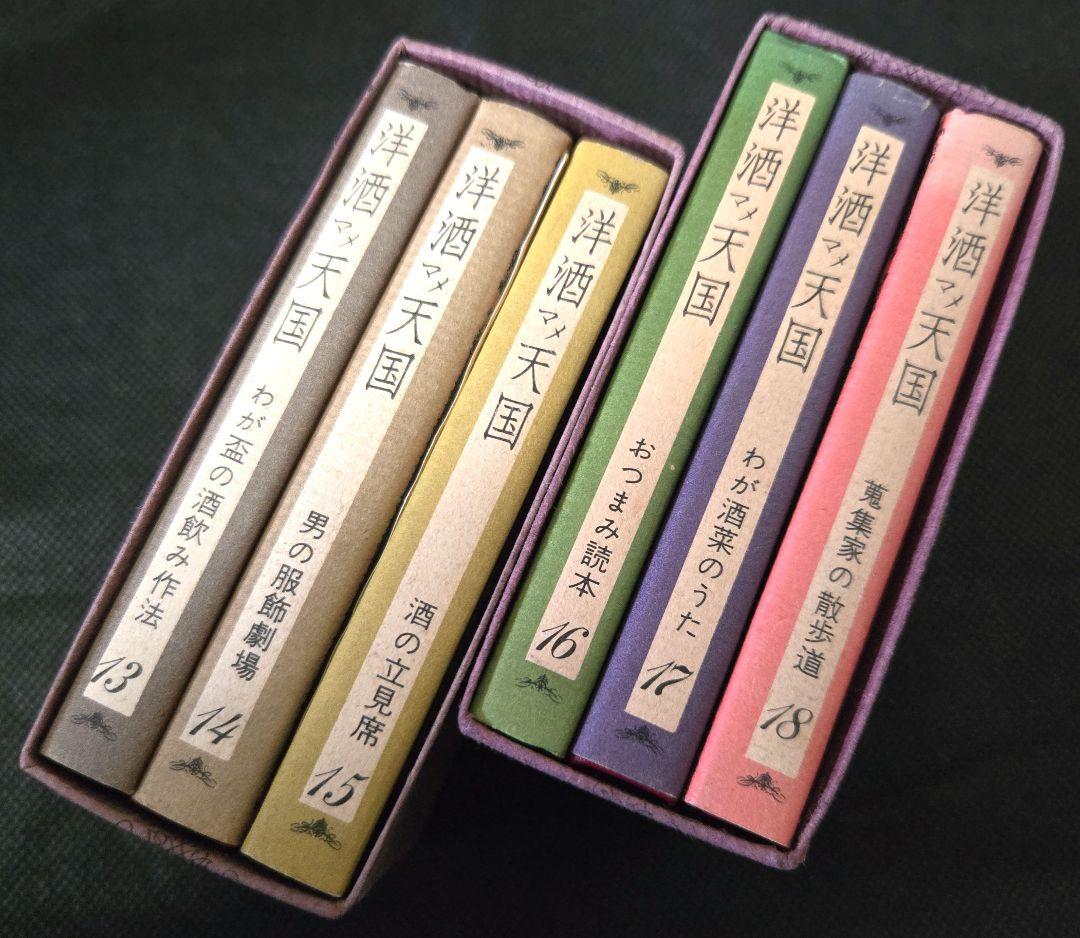 洋酒マメ天国 わが盃の酒飲み作法 13
洋酒マメ天国 男の服飾劇場 14
洋酒マメ天国 酒の立見席 15
洋酒マメ天国 おつまみ読本 16
洋酒マメ天国 わが酒菜のうた 17
洋酒マメ天国 蒐集家の散歩道 18